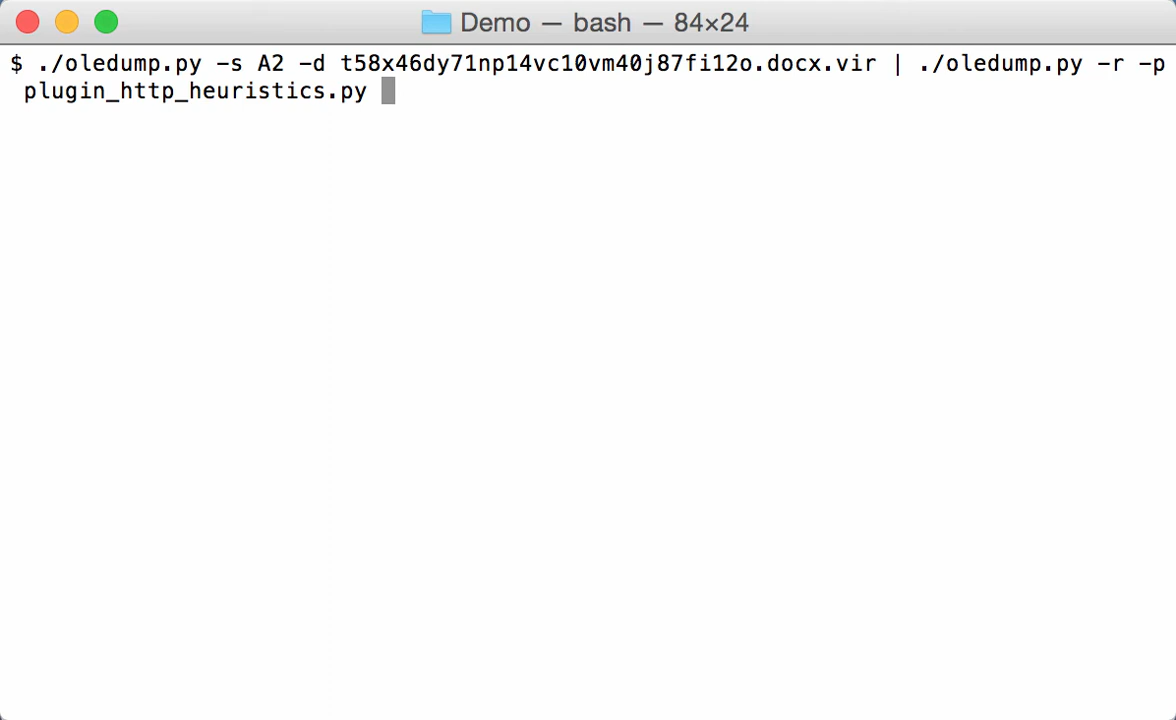 Demo — bash — 84×24
$ ./oledump.py -s A2 -d t58x46dy71np14vc10vm40j87fi12o.docx.vir | ./oledump.py -r -p
plugin_http_heuristics.py